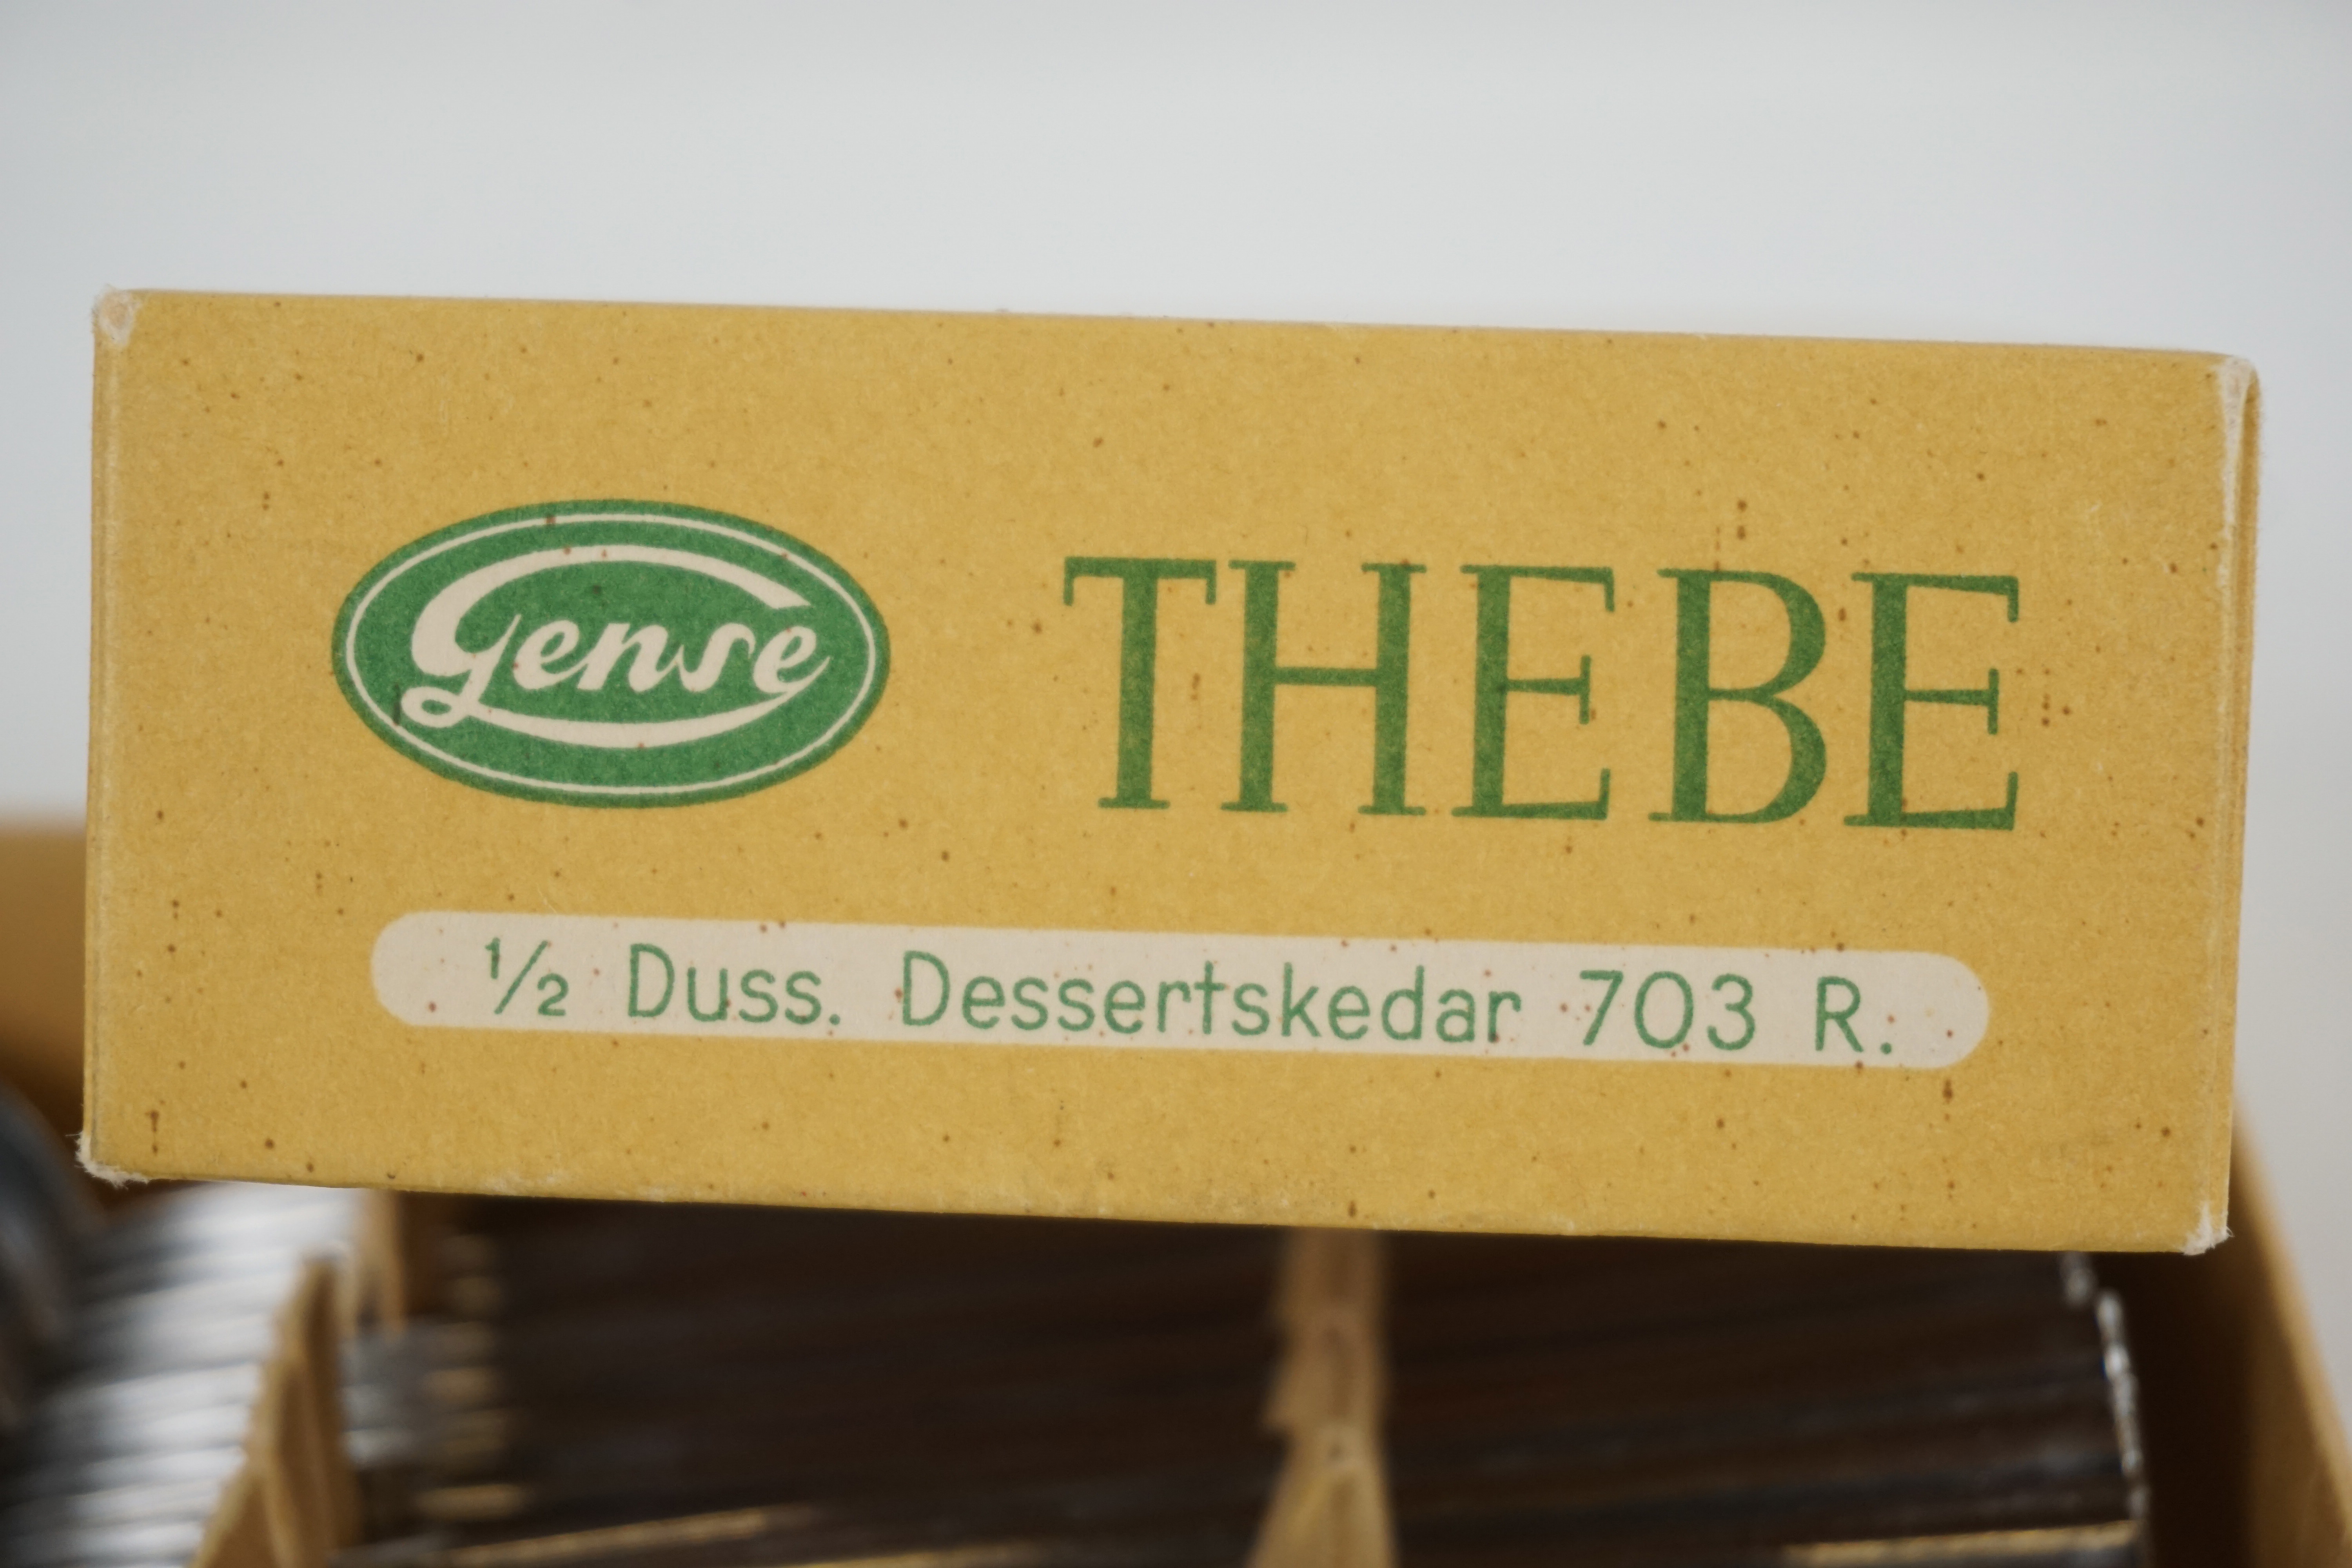 Gense
THEBE
½ Duss. Dessertskedar 703 R.